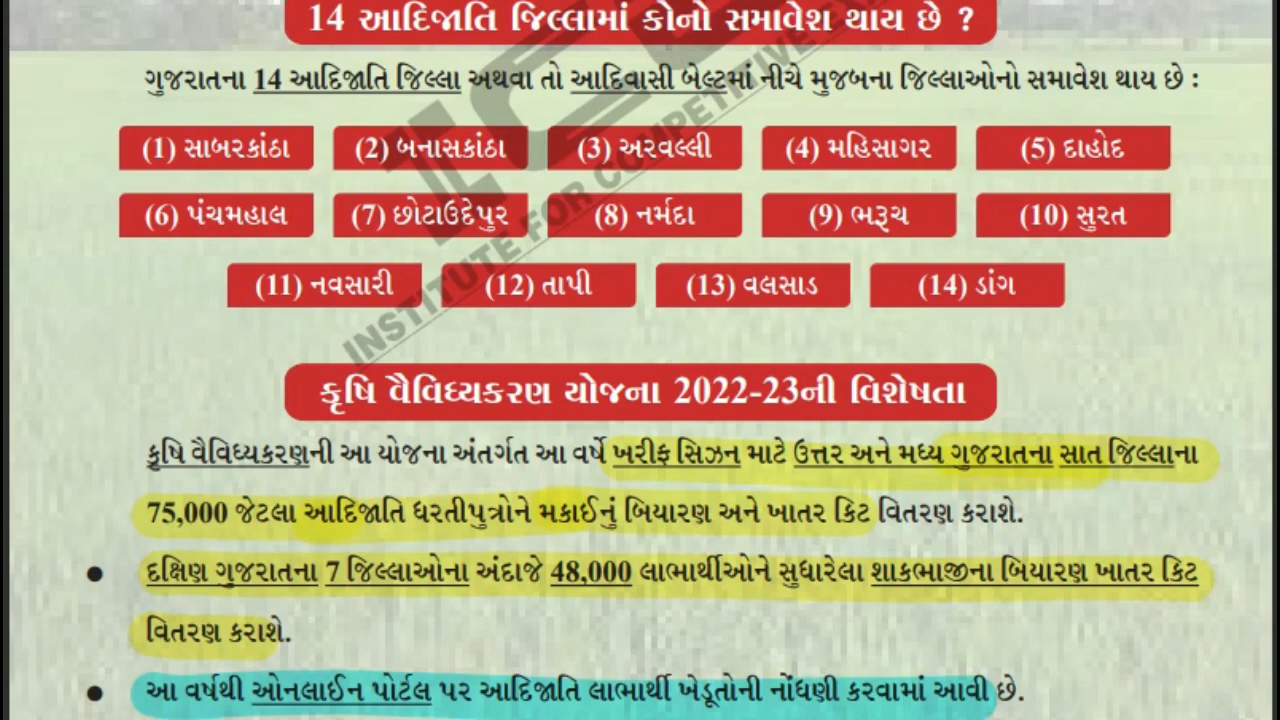 14 આદિજાતિ જિલ્લામાં કોનો સમાવેશ થાય છે ?
ગુજરાતના 14 આદિજાતિ જિલ્લા અથવા તો આદિવાસી બેલ્ટમાં નીચે મુજબના જિલ્લાઓનો સમાવેશ થાય છે :
(1) સાબરકાંઠા (2) બનાસકાંઠા (3) અરવલ્લી (4) મહિસાગર (5) દાહોદ
(6) પંચમહાલ (7) છોટાઉદેપુર (8) નર્મદા (9) ભરૂચ (10) સુરત
(11) નવસારી (12) તાપી (13) વલસાડ (14) ડાંગ
INSTITUTE FOR COMPETITIVE
કૃષિ વૈવિધ્યકરણ યોજના 2022-23ની વિશેષતા
કૃષિ વૈવિધ્યકરણની આ યોજના અંતર્ગત આ વર્ષે ખરીફ સિઝન માટે ઉત્તર અને મધ્ય ગુજરાતના સાત જિલ્લાના
75,000 જેટલા આદિજાતિ ધરતીપુત્રોને મકાઈનું બિયારણ અને ખાતર કિટ વિતરણ કરાશે.
● દક્ષિણ ગુજરાતના 7 જિલ્લાઓના અંદાજે 48,000 લાભાર્થીઓને સુધારેલા શાકભાજીના બિયારણ ખાતર કિટ
વિતરણ કરાશે.
● આ વર્ષથી ઓનલાઈન પોર્ટલ પર આદિજાતિ લાભાર્થી ખેડૂતોની નોંધણી કરવામાં આવી છે.